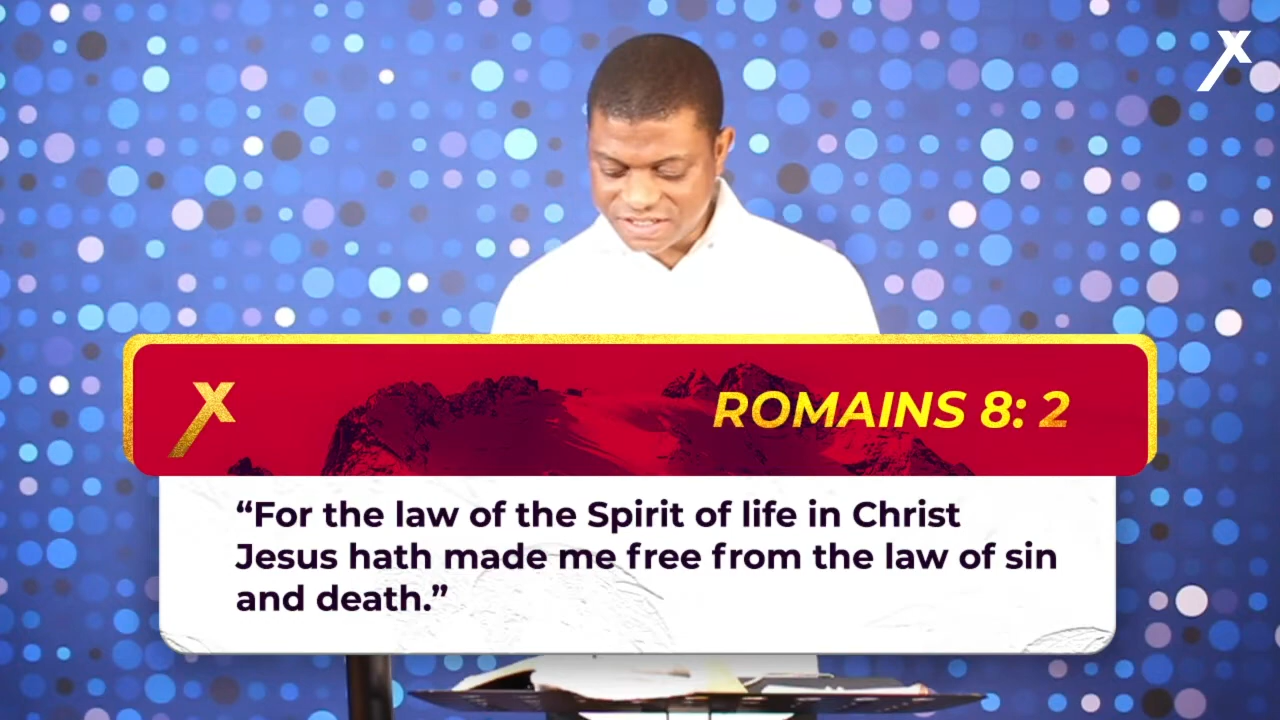 ROMAINS 8: 2
“For the law of the Spirit of life in Christ
Jesus hath made me free from the law of sin
and death.”